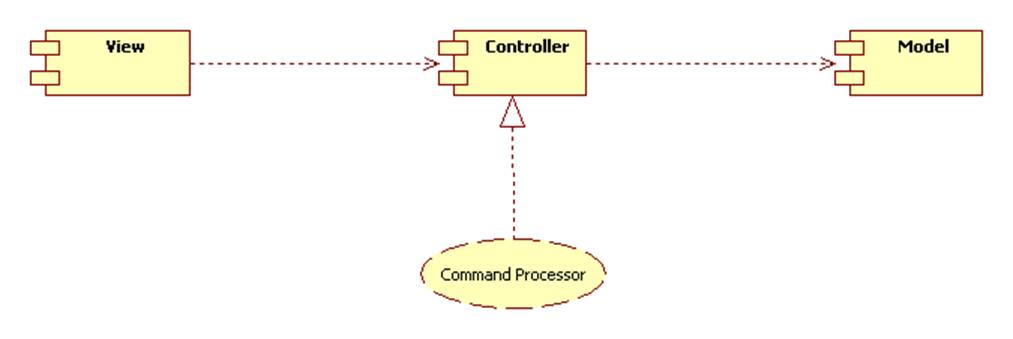 View
Controller
Model
Command Processor